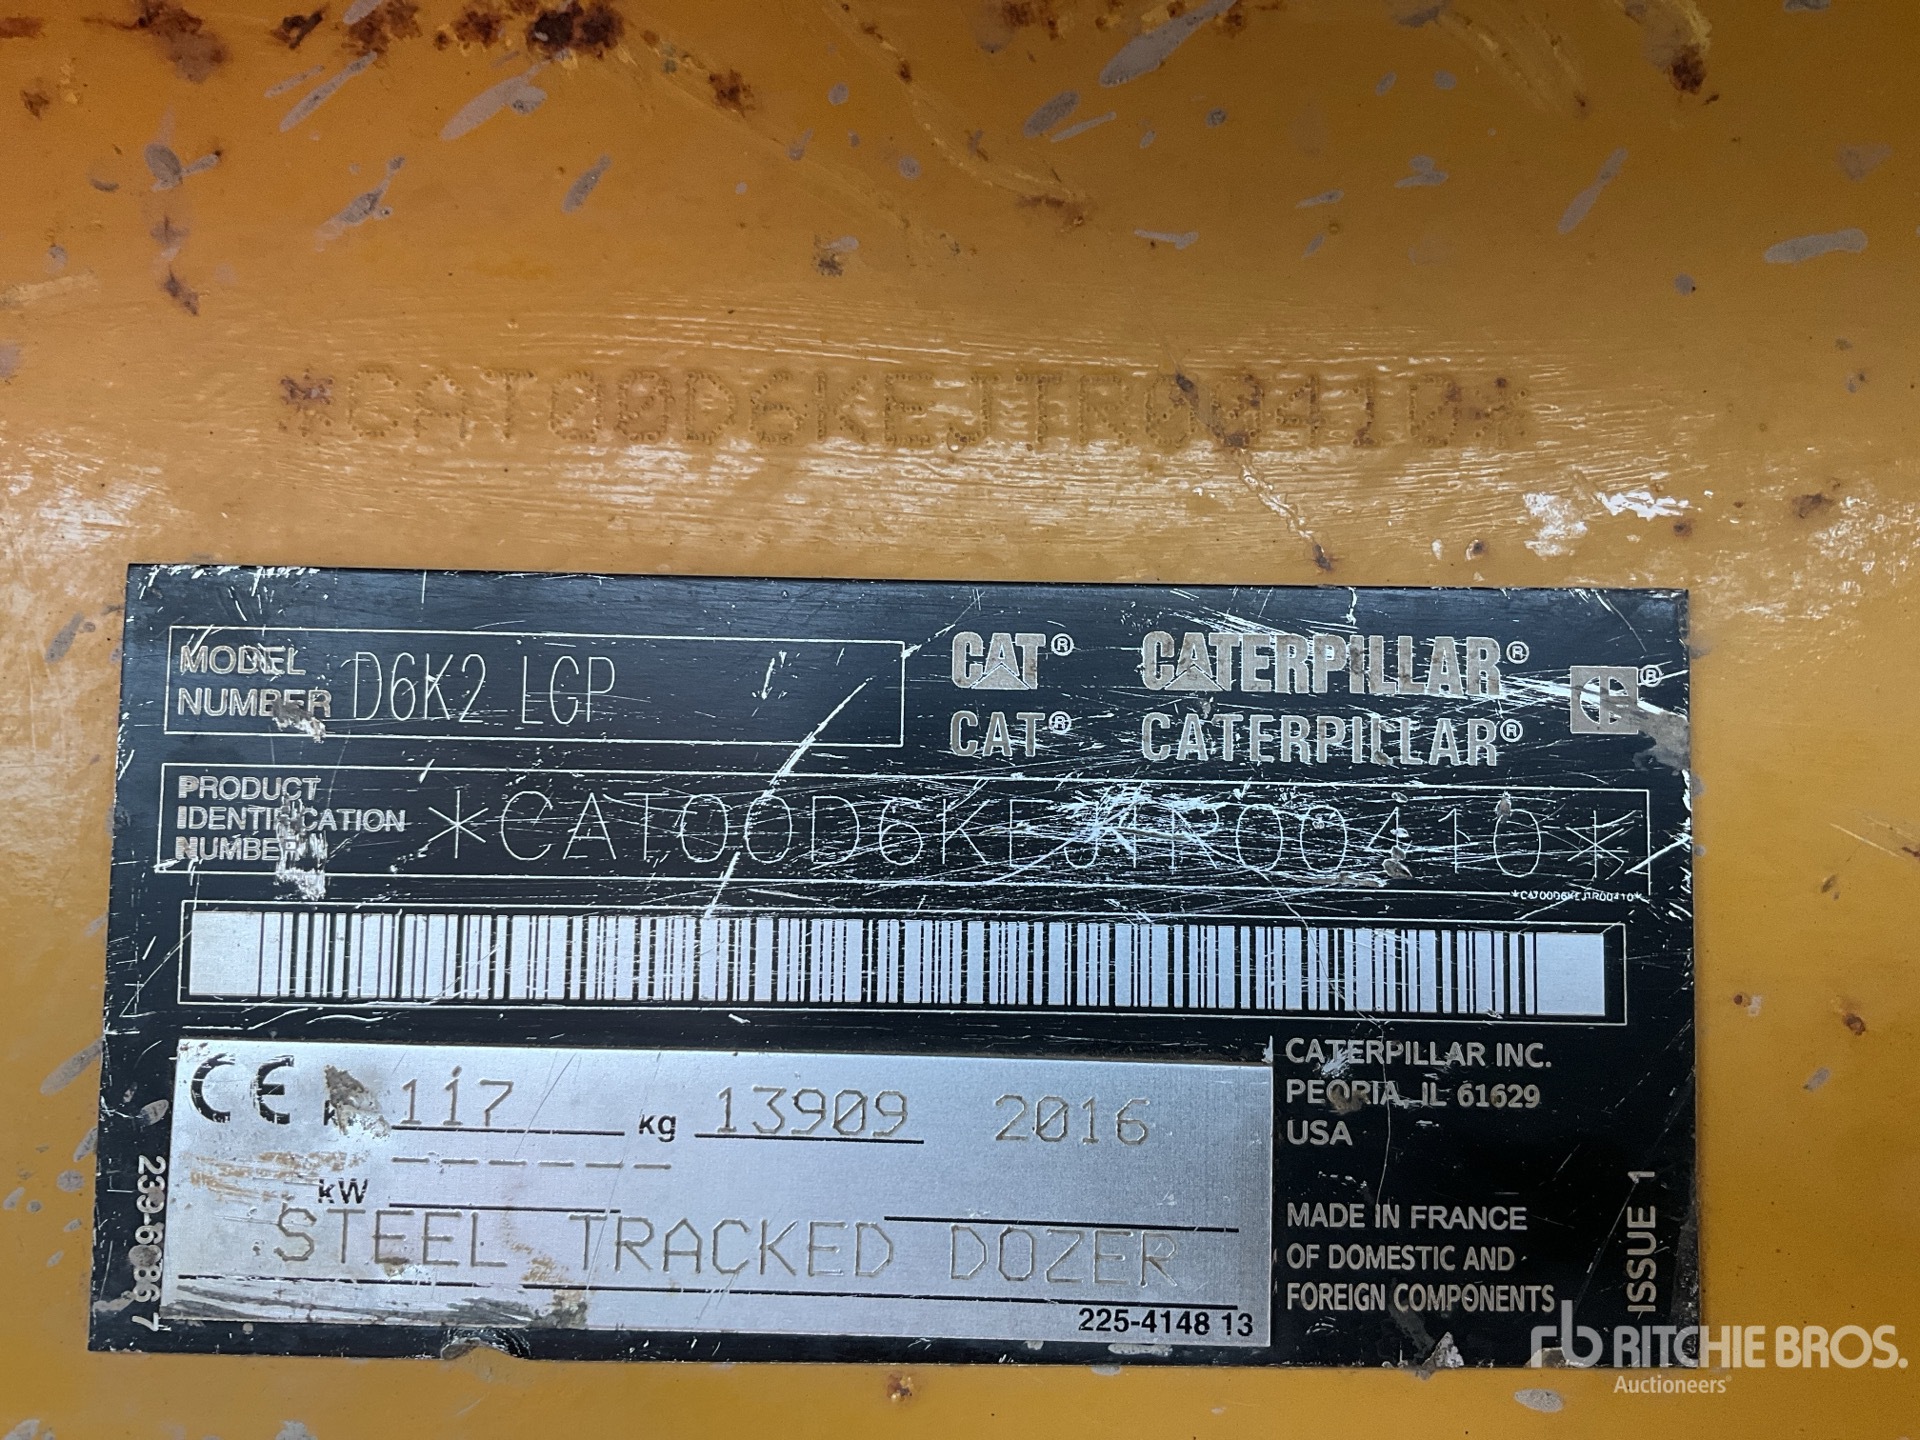 *CAT00D6KEJTR00410*
MODEL NUMBER D6K2 LGP
CAT® CATERPILLAR®
CAT® CATERPILLAR®
PRODUCT IDENTIFICATION NUMBER *CAT00D6KEJTR00410*
*CAT00D6KEJTR00410*
CE kW 117 kg 13909 2016
kW
STEEL TRACKED DOZER
225-4148 13
CATERPILLAR INC.
PEORIA, IL 61629
USA
MADE IN FRANCE
OF DOMESTIC AND
FOREIGN COMPONENTS
ISSUE 1
rb RITCHIE BROS.
Auctioneers